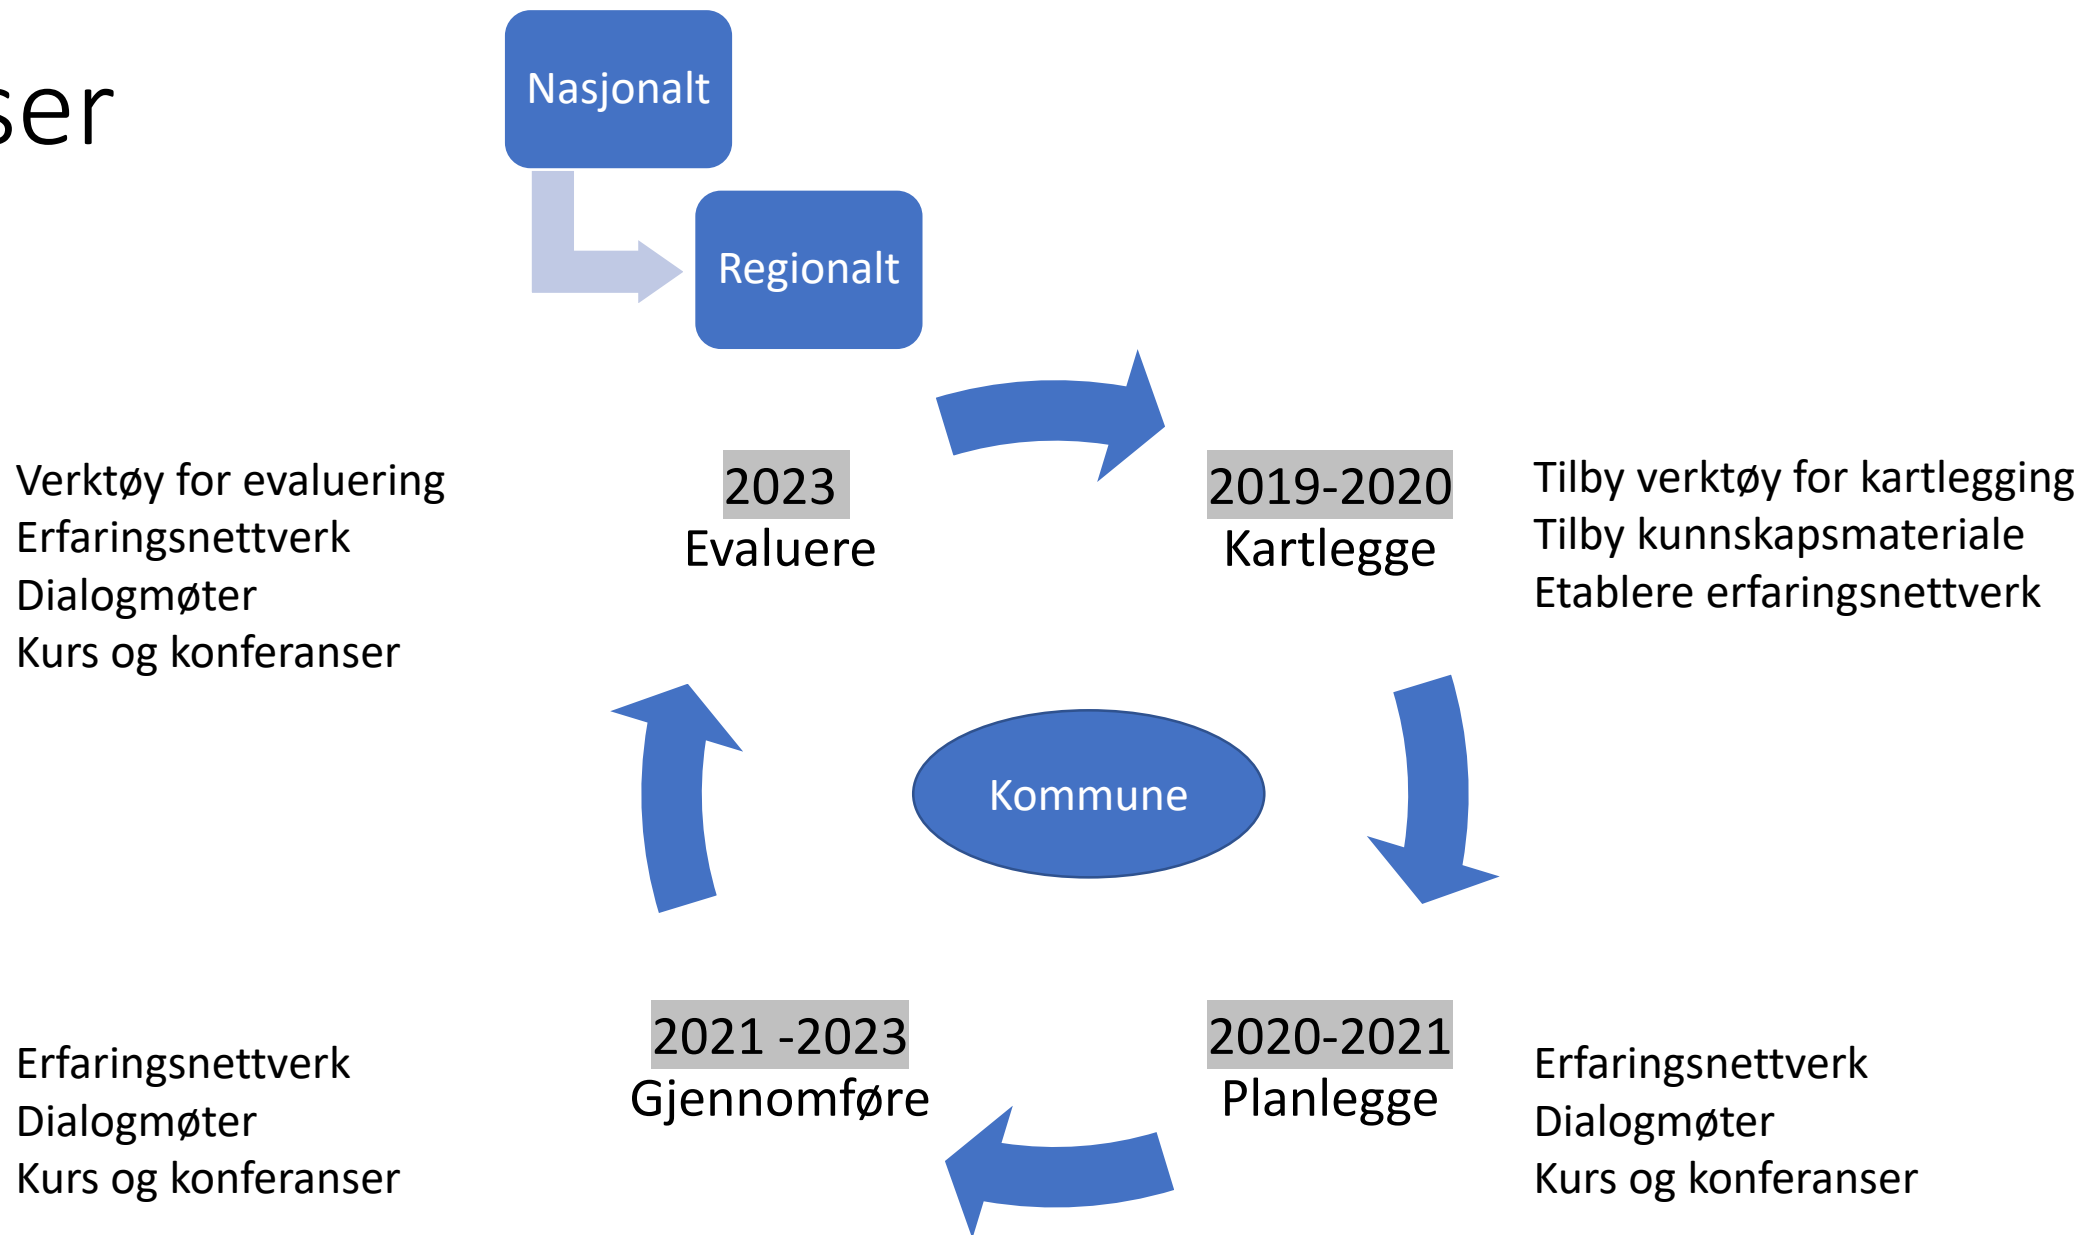 ser
Nasjonalt
Regionalt
Verktøy for evaluering
Erfaringsnettverk
Dialogmøter
Kurs og konferanser
2023
Evaluere
2019-2020
Kartlegge
Tilby verktøy for kartlegging
Tilby kunnskapsmateriale
Etablere erfaringsnettverk
Kommune
Erfaringsnettverk
Dialogmøter
Kurs og konferanser
2021 -2023
Gjennomføre
2020-2021
Planlegge
Erfaringsnettverk
Dialogmøter
Kurs og konferanser